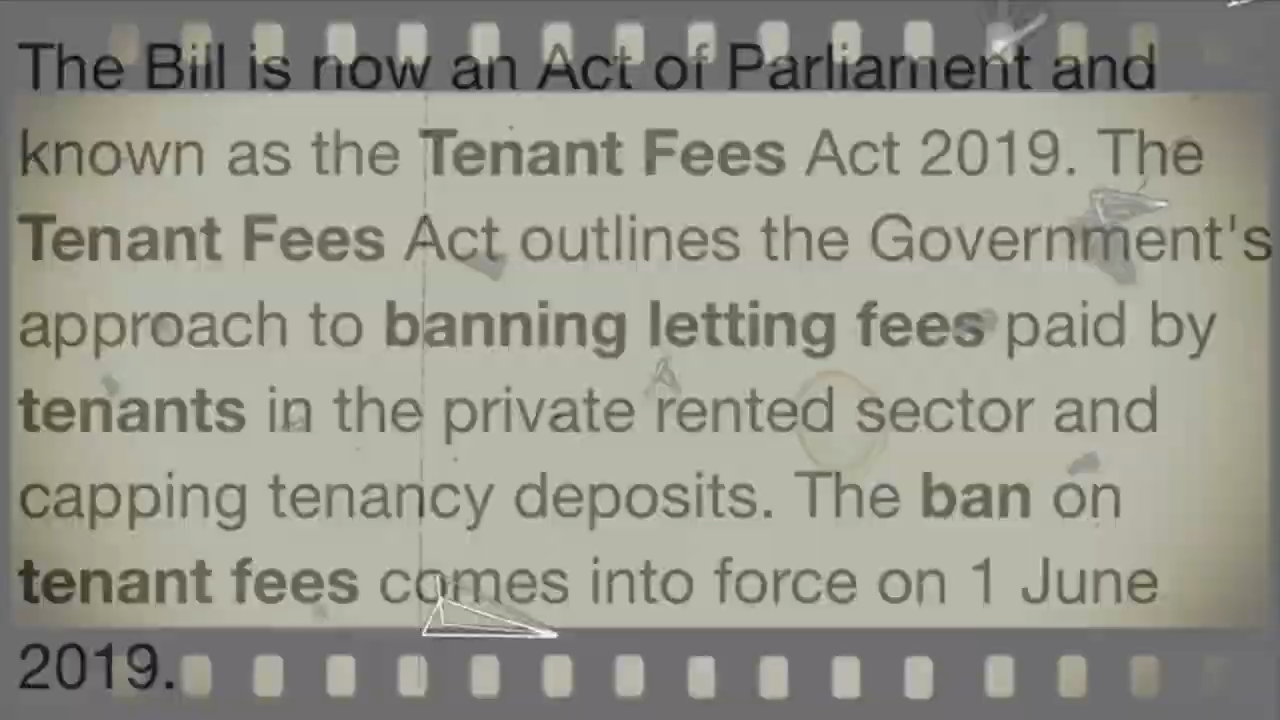 The Bill is now an Act of Parliament and
known as the Tenant Fees Act 2019. The
Tenant Fees Act outlines the Government's
approach to banning letting fees paid by
tenants in the private rented sector and
capping tenancy deposits. The ban on
tenant fees comes into force on 1 June
2019.